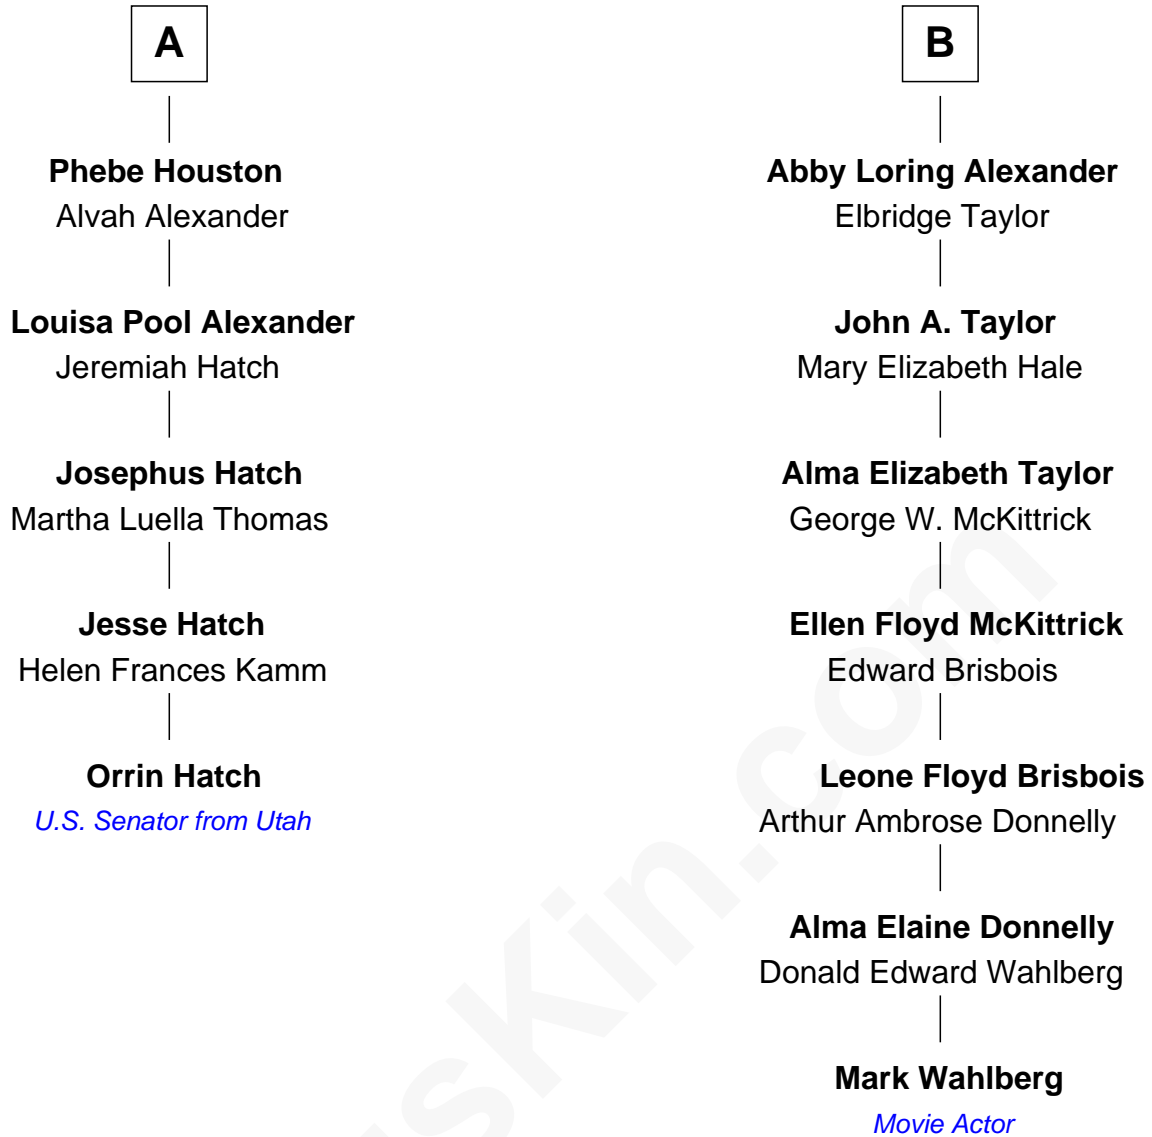 A
Phebe Houston
Alvah Alexander
Louisa Pool Alexander
Jeremiah Hatch
Josephus Hatch
Martha Luella Thomas
Jesse Hatch
Helen Frances Kamm
Orrin Hatch
U.S. Senator from Utah
B
Abby Loring Alexander
Elbridge Taylor
John A. Taylor
Mary Elizabeth Hale
Alma Elizabeth Taylor
George W. McKittrick
Ellen Floyd McKittrick
Edward Brisbois
Leone Floyd Brisbois
Arthur Ambrose Donnelly
Alma Elaine Donnelly
Donald Edward Wahlberg
Mark Wahlberg
Movie Actor
sKin.com